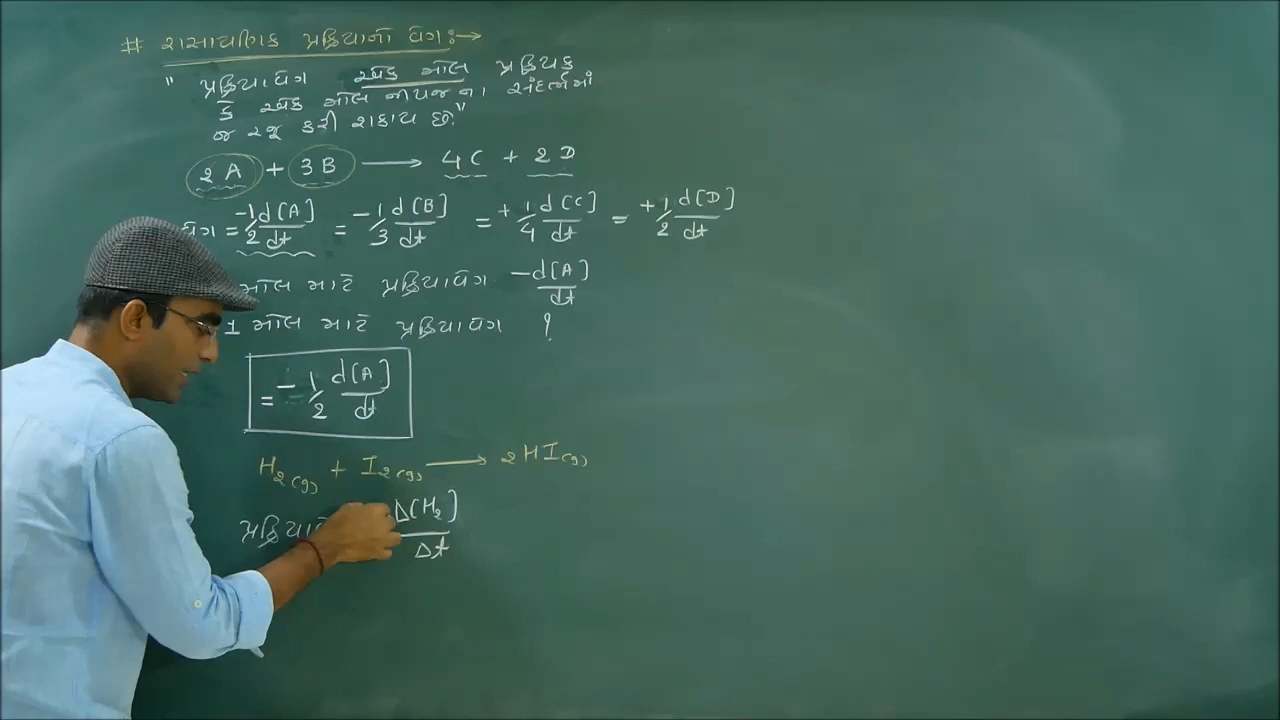 # રાસાયણિક પ્રક્રિયાનો વેગ :→
" પ્રક્રિયાવેગ એક મોલ પ્રક્રિયક
કે એક મોલ નીપજના સંદર્ભમાં
જ રજૂ કરી શકાય છે."
2A + 3B ⟶ 4C + 2D
વેગ = -1/2 d[A]/dt = -1/3 d[B]/dt = +1/4 d[C]/dt = +1/2 d[D]/dt
મોલ માટે પ્રક્રિયાવેગ -d[A]/dt
1 મોલ માટે પ્રક્રિયાવેગ ?
= -1/2 d[A]/dt
H₂(g) + I₂(g) ⟶ 2HI(g)
Δ[H₂]/Δt